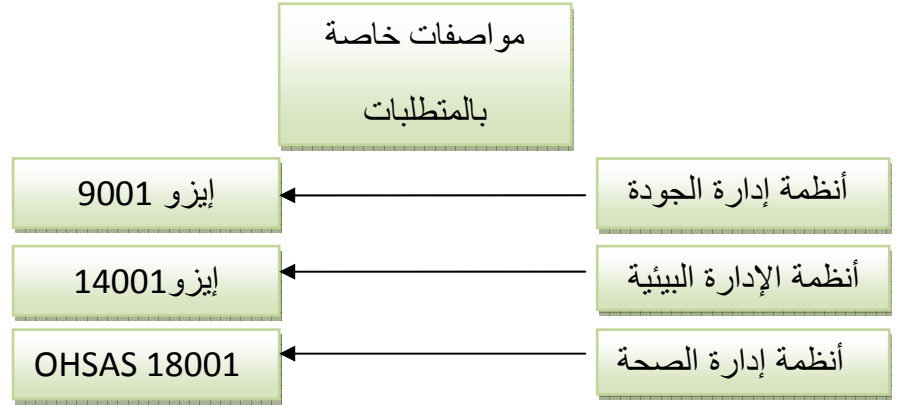 مواصفات خاصة
بالمتطلبات
أنظمة إدارة الجودة
إيزو 9001
أنظمة الإدارة البيئية
إيزو14001
أنظمة إدارة الصحة
OHSAS 18001